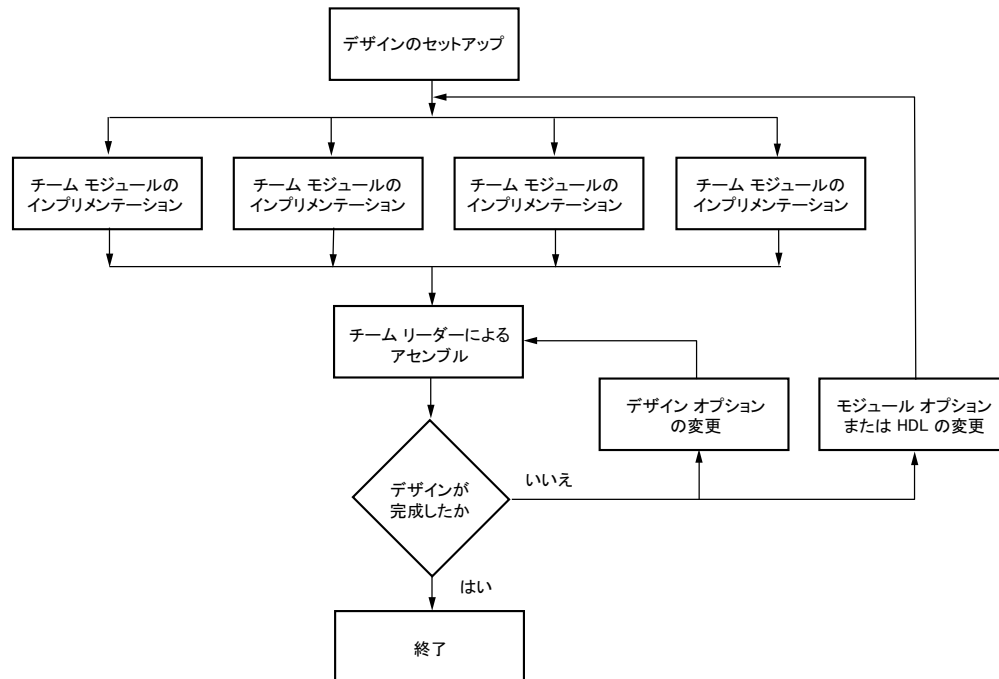 デザインのセットアップ
チーム モジュールの
インプリメンテーション
チーム モジュールの
インプリメンテーション
チーム モジュールの
インプリメンテーション
チーム モジュールの
インプリメンテーション
チーム リーダーによる
アセンブル
デザイン オプション
の変更
モジュール オプション
または HDL の変更
デザインが
完成したか
いいえ
はい
終了